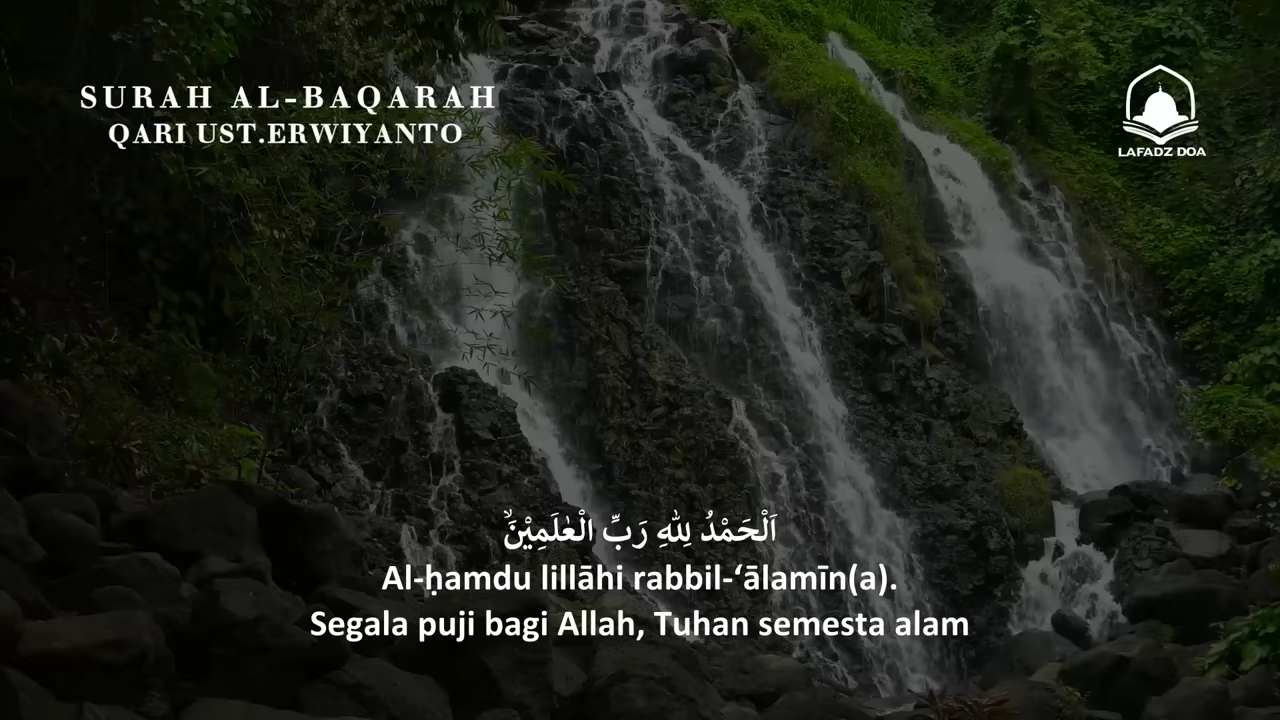 SURAH AL-BAQARAH
QARI UST.ERWIYANTO
LAFADZ DOA
اَلْحَمْدُ لِلّٰهِ رَبِّ الْعٰلَمِيْنَۙ
Al-ḥamdu lillāhi rabbil-‘ālamīn(a).
Segala puji bagi Allah, Tuhan semesta alam